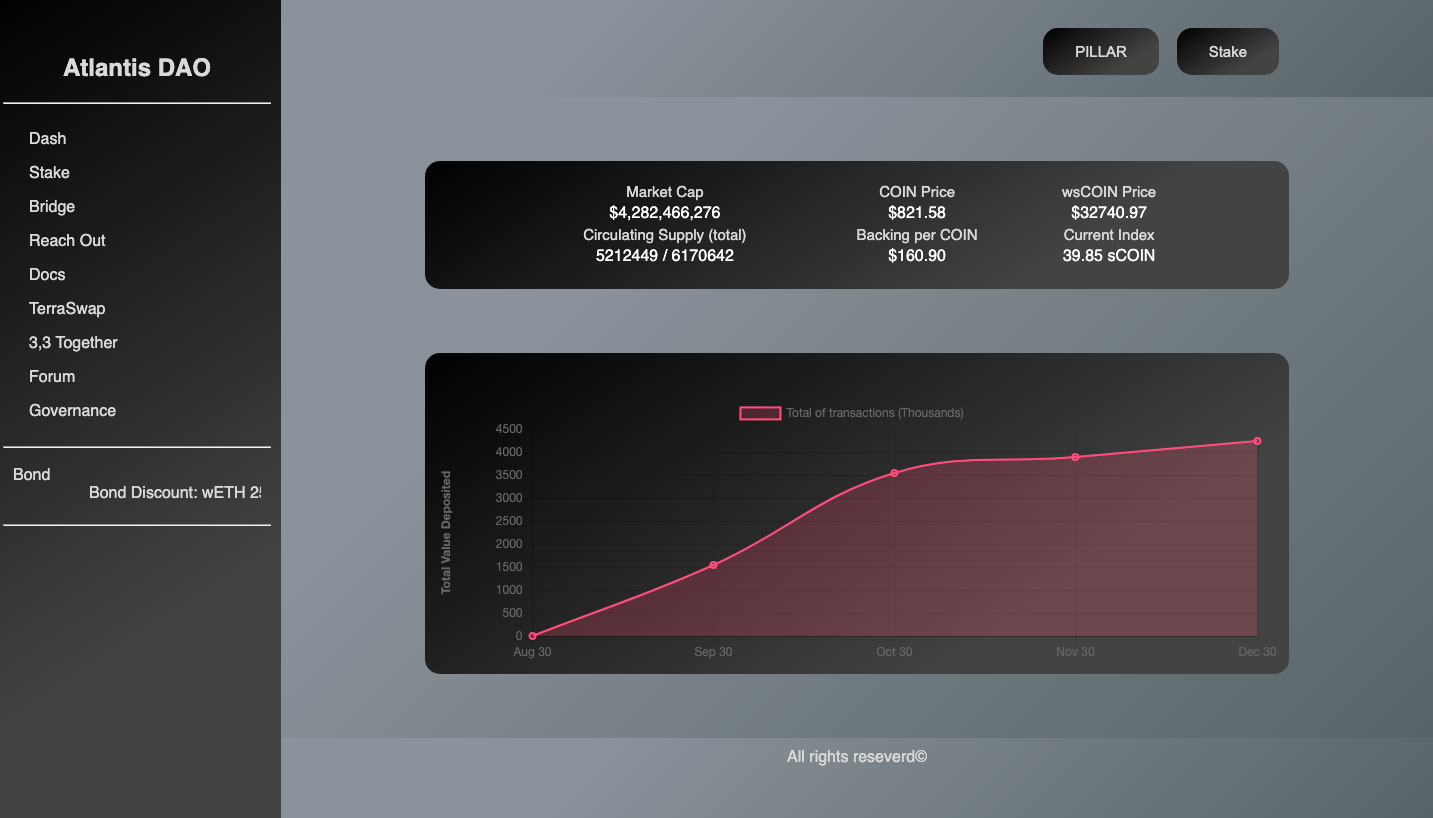 Atlantis DAO
Dash
Stake
Bridge
Reach Out
Docs
TerraSwap
3,3 Together
Forum
Governance
Bond
Bond Discount: wETH
PILLAR
Stake
Market Cap
$4,282,466,276
Circulating Supply (total)
5212449 / 6170642
COIN Price
$821.58
Backing per COIN
$160.90
wsCOIN Price
$32740.97
Current Index
39.85 sCOIN
Total of transactions (Thousands)
Total Value Deposited
4500
4000
3500
3000
2500
2000
1500
1000
500
0
Aug 30 Sep 30 Oct 30 Nov 30 Dec 30
All rights reseverd©